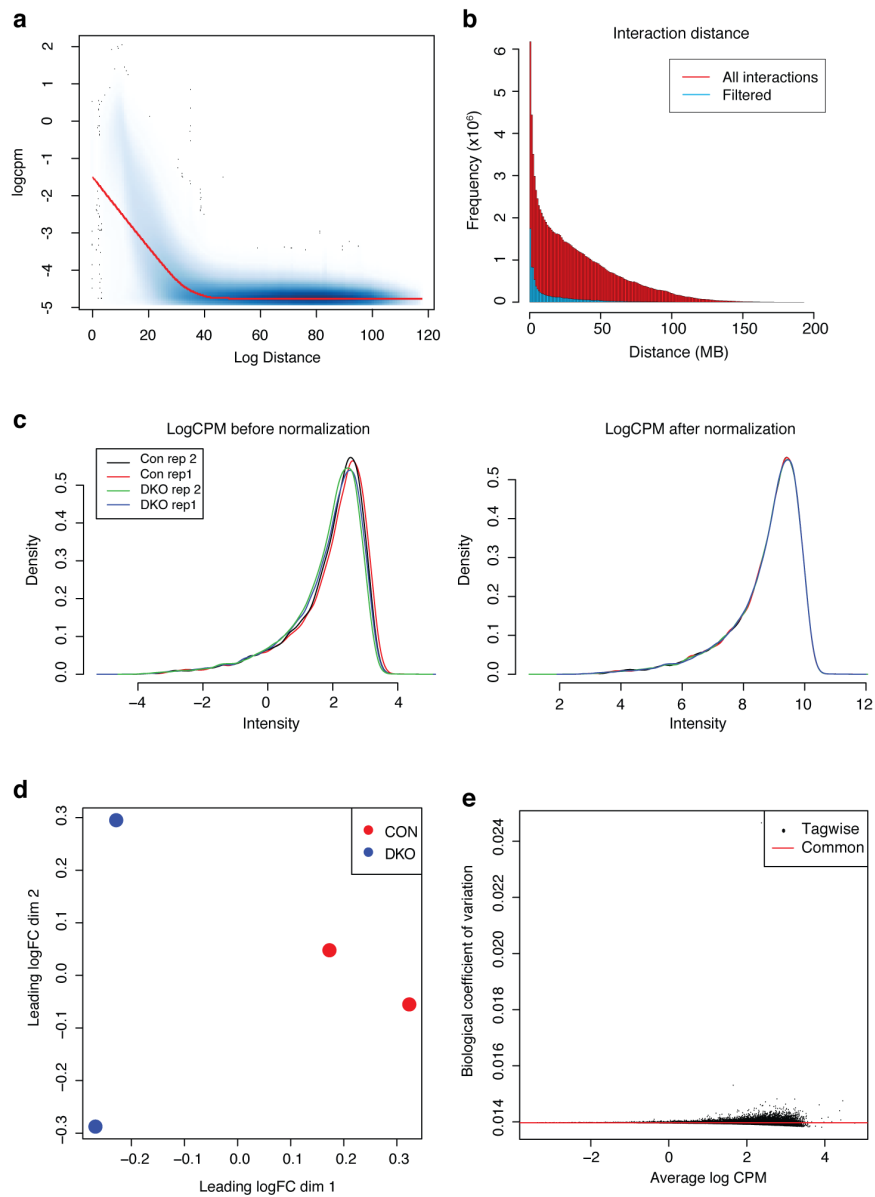 a
2
1
0
-1
-2
-3
-4
-5
logcpm
0
20
40
60
80
100
120
Log Distance
b
Interaction distance
6
5
4
3
2
1
0
Frequency (x10⁶)
All interactions
Filtered
0
50
100
150
200
Distance (MB)
c
LogCPM before normalization
Con rep 2
Con rep1
DKO rep 2
DKO rep1
0.5
0.4
0.3
0.2
0.1
0.0
Density
−4
−2
0
2
4
Intensity
LogCPM after normalization
0.5
0.4
0.3
0.2
0.1
0.0
Density
2
4
6
8
10
12
Intensity
d
0.3
0.2
0.1
0.0
-0.1
-0.2
-0.3
Leading logFC dim 2
CON
DKO
−0.2
−0.1
0.0
0.1
0.2
0.3
Leading logFC dim 1
e
0.024
0.022
0.020
0.018
0.016
0.014
Biological coefficient of variation
Tagwise
Common
−2
0
2
4
Average log CPM